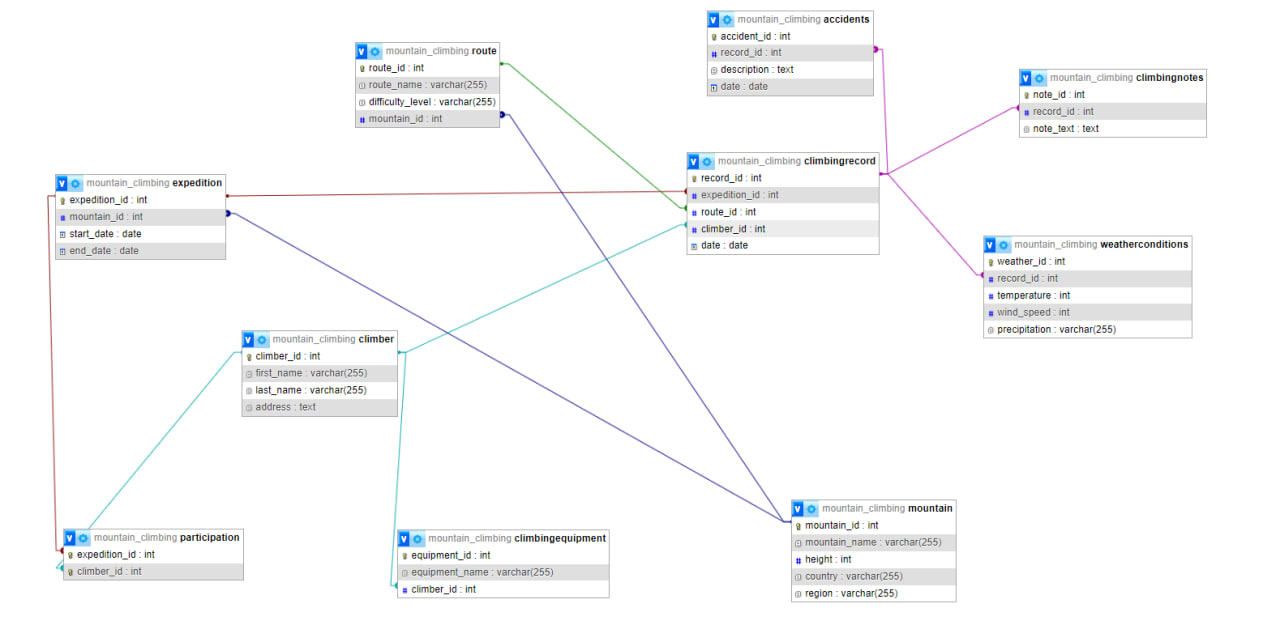 mountain_climbing accidents
accident_id : int
record_id : int
description : text
date : date
mountain_climbing route
route_id : int
route_name : varchar(255)
difficulty_level : varchar(255)
mountain_id : int
mountain_climbing climbingnotes
note_id : int
record_id : int
note_text : text
mountain_climbing climbingrecord
record_id : int
expedition_id : int
route_id : int
climber_id : int
date : date
mountain_climbing expedition
expedition_id : int
mountain_id : int
start_date : date
end_date : date
mountain_climbing weatherconditions
weather_id : int
record_id : int
temperature : int
wind_speed : int
precipitation : varchar(255)
mountain_climbing climber
climber_id : int
first_name : varchar(255)
last_name : varchar(255)
address : text
mountain_climbing mountain
mountain_id : int
mountain_name : varchar(255)
height : int
country : varchar(255)
region : varchar(255)
mountain_climbing participation
expedition_id : int
climber_id : int
mountain_climbing climbingequipment
equipment_id : int
equipment_name : varchar(255)
climber_id : int